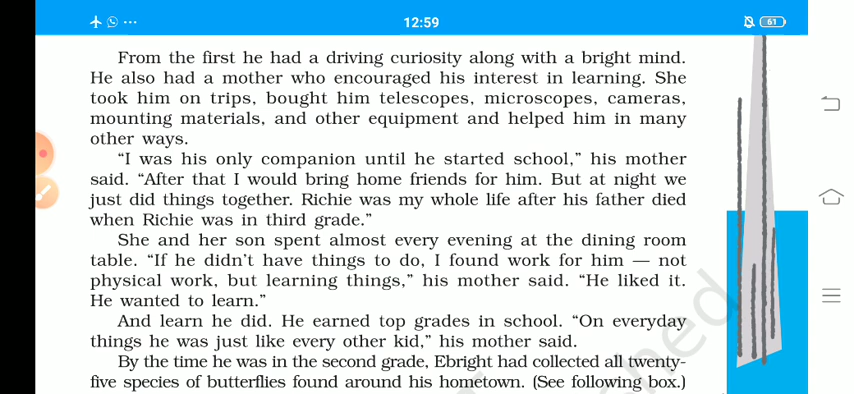 12:59
61
From the first he had a driving curiosity along with a bright mind.
He also had a mother who encouraged his interest in learning. She
took him on trips, bought him telescopes, microscopes, cameras,
mounting materials, and other equipment and helped him in many
other ways.
“I was his only companion until he started school,” his mother
said. “After that I would bring home friends for him. But at night we
just did things together. Richie was my whole life after his father died
when Richie was in third grade.”
She and her son spent almost every evening at the dining room
table. “If he didn’t have things to do, I found work for him — not
physical work, but learning things,” his mother said. “He liked it.
He wanted to learn.”
And learn he did. He earned top grades in school. “On everyday
things he was just like every other kid,” his mother said.
By the time he was in the second grade, Ebright had collected all twenty-
five species of butterflies found around his hometown. (See following box.)